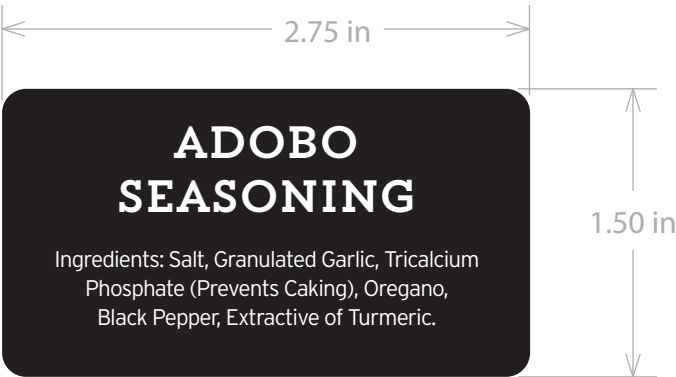 2.75 in
ADOBO
SEASONING
1.50 in
Ingredients: Salt, Granulated Garlic, Tricalcium
Phosphate (Prevents Caking), Oregano,
Black Pepper, Extractive of Turmeric.